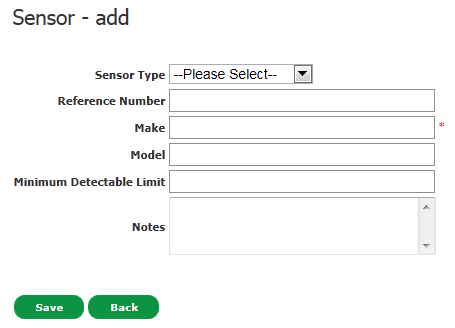 Sensor - add
Sensor Type --Please Select--
Reference Number
Make *
Model
Minimum Detectable Limit
Notes
Save Back